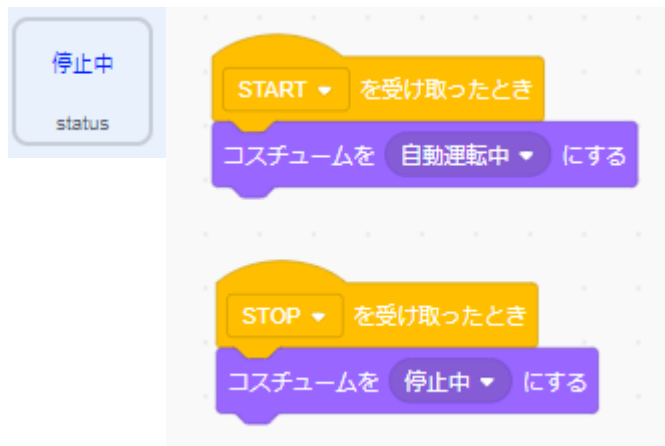 停止中
status
START を受け取ったとき
コスチュームを 自動運転中 にする
STOP を受け取ったとき
コスチュームを 停止中 にする